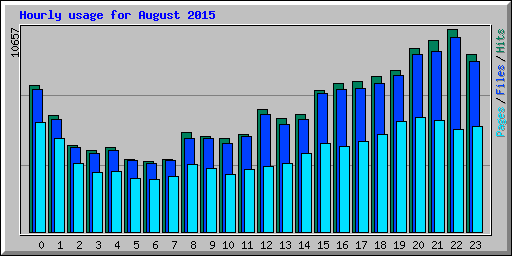 Hourly usage for August 2015
10657
Pages/Files/Hits
0 1 2 3 4 5 6 7 8 9 10 11 12 13 14 15 16 17 18 19 20 21 22 23